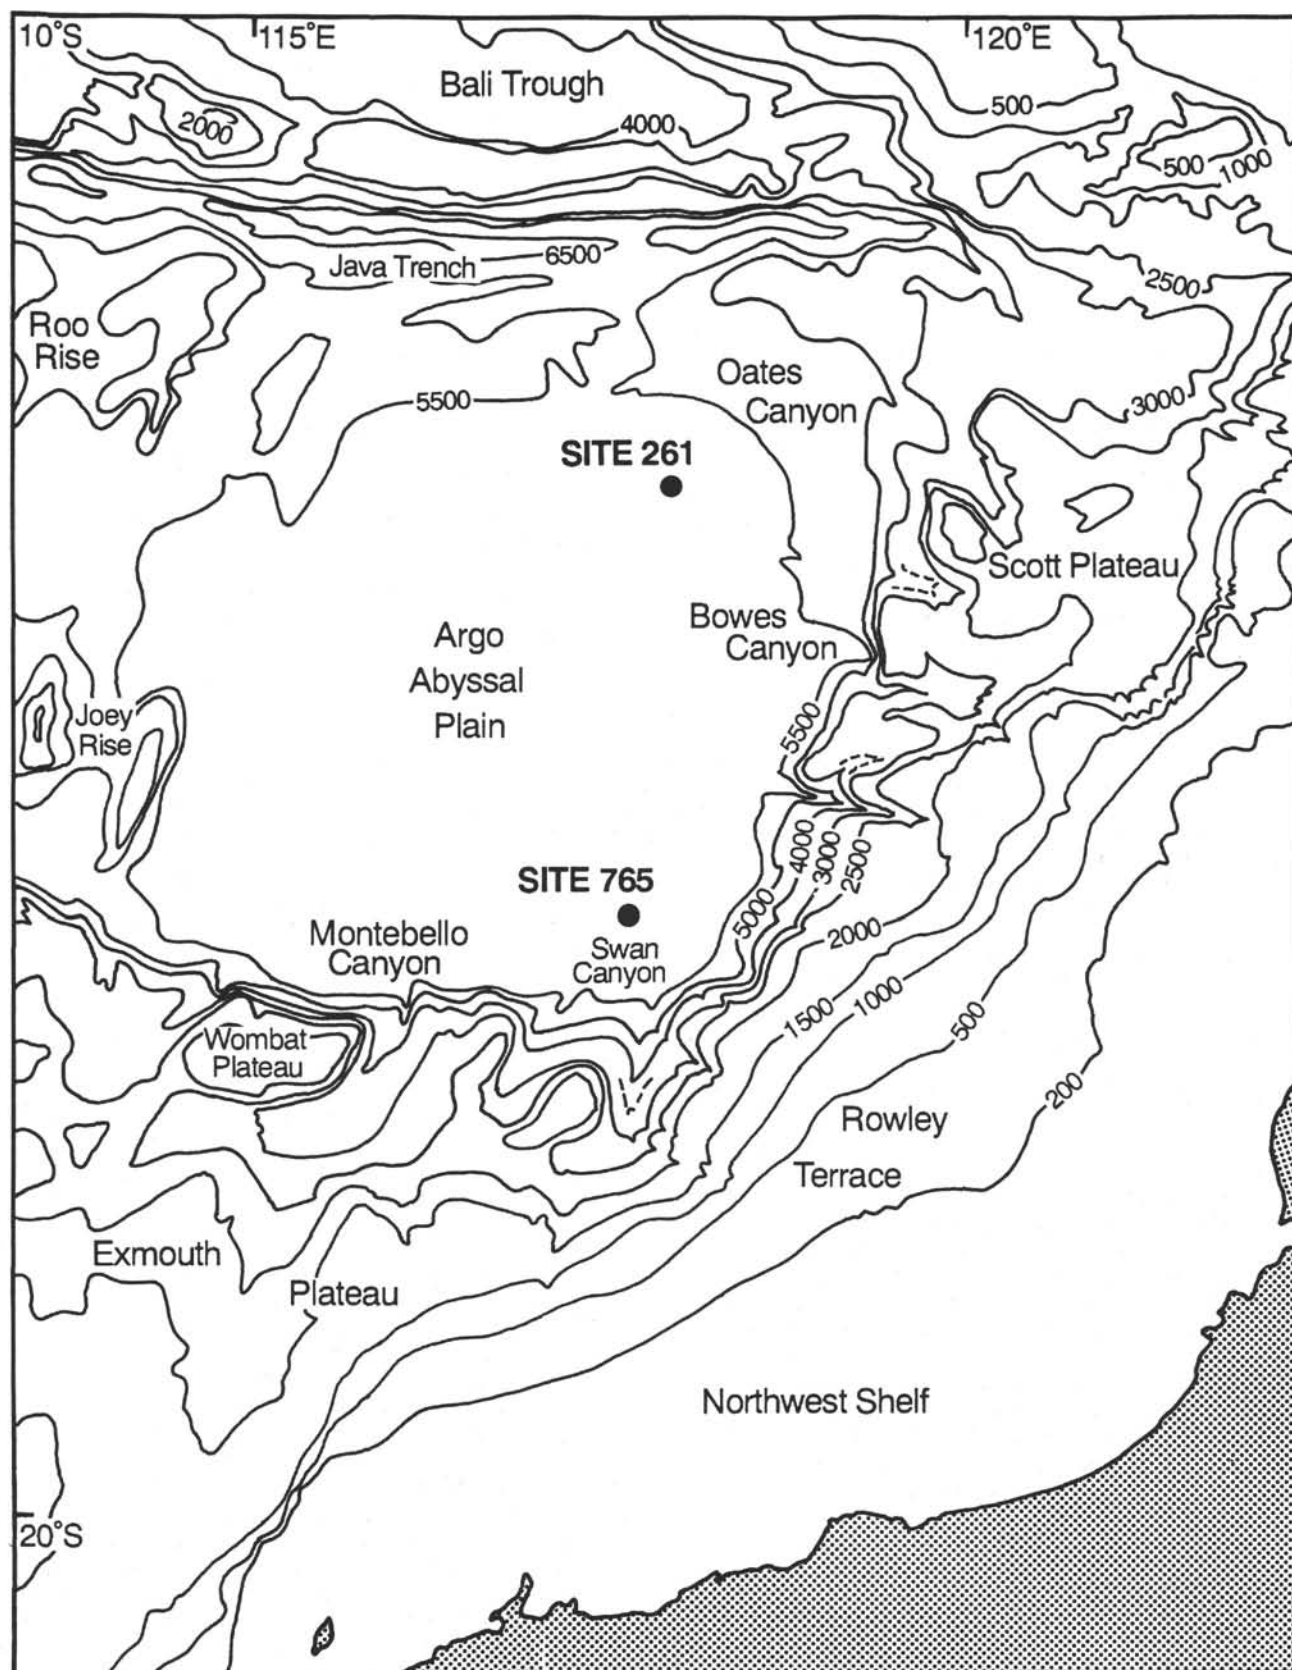 10°S
115°E
120°E
Bali Trough
500
2000
4000
500
1000
6500
Java Trench
2500
Roo
Rise
Oates
Canyon
5500
3000
SITE 261
Scott Plateau
Bowes
Canyon
Argo
Abyssal
Plain
Joey
Rise
5500
4000
3000
2500
SITE 765
5000
Montebello
Canyon
Swan
Canyon
2000
1500
1000
500
Wombat
Plateau
200
Rowley
Terrace
Exmouth
Plateau
Northwest Shelf
20°S